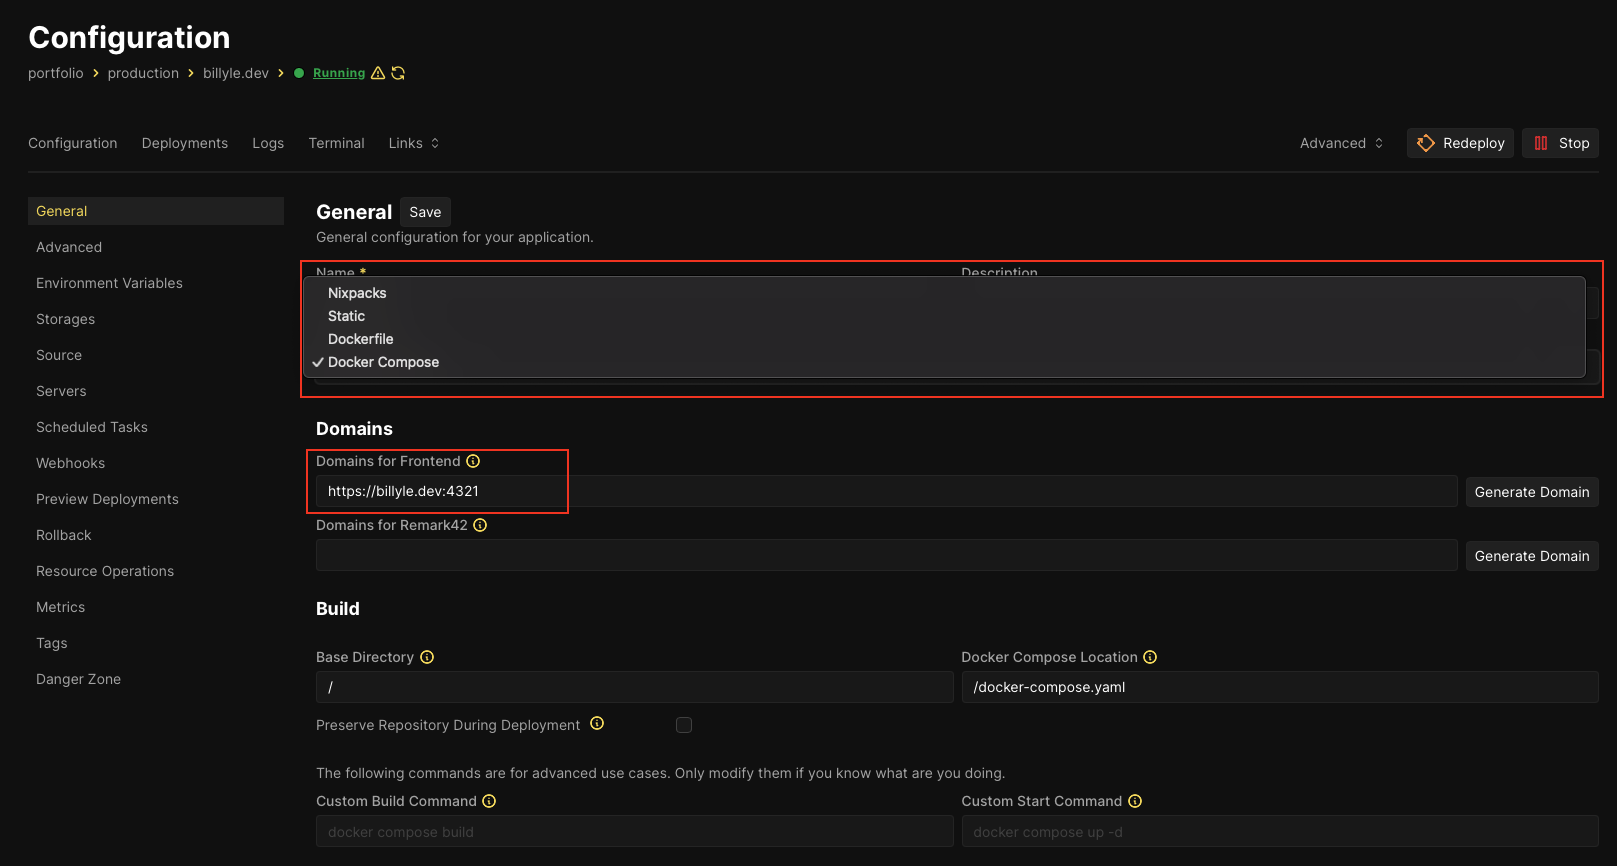 Configuration
portfolio > production > billyle.dev > Running
Configuration Deployments Logs Terminal Links Advanced Redeploy Stop
General
Advanced
Environment Variables
Storages
Source
Servers
Scheduled Tasks
Webhooks
Preview Deployments
Rollback
Resource Operations
Metrics
Tags
Danger Zone
General Save
General configuration for your application.
Name * Description
Nixpacks
Static
Dockerfile
✓ Docker Compose
Domains
Domains for Frontend
https://billyle.dev:4321 Generate Domain
Domains for Remark42
Generate Domain
Build
Base Directory Docker Compose Location
/ /docker-compose.yaml
Preserve Repository During Deployment
The following commands are for advanced use cases. Only modify them if you know what are you doing.
Custom Build Command Custom Start Command
docker compose build docker compose up -d